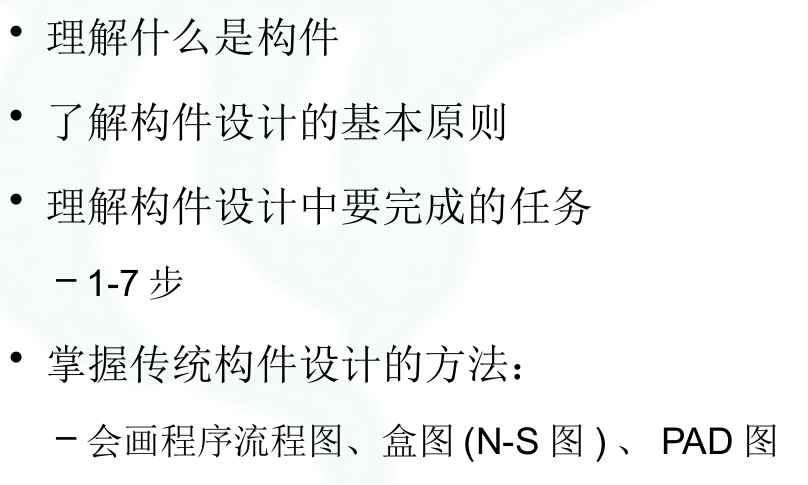 • 理解什么是构件
• 了解构件设计的基本原则
• 理解构件设计中要完成的任务
– 1-7 步
• 掌握传统构件设计的方法：
– 会画程序流程图、盒图 (N-S 图 ) 、 PAD 图